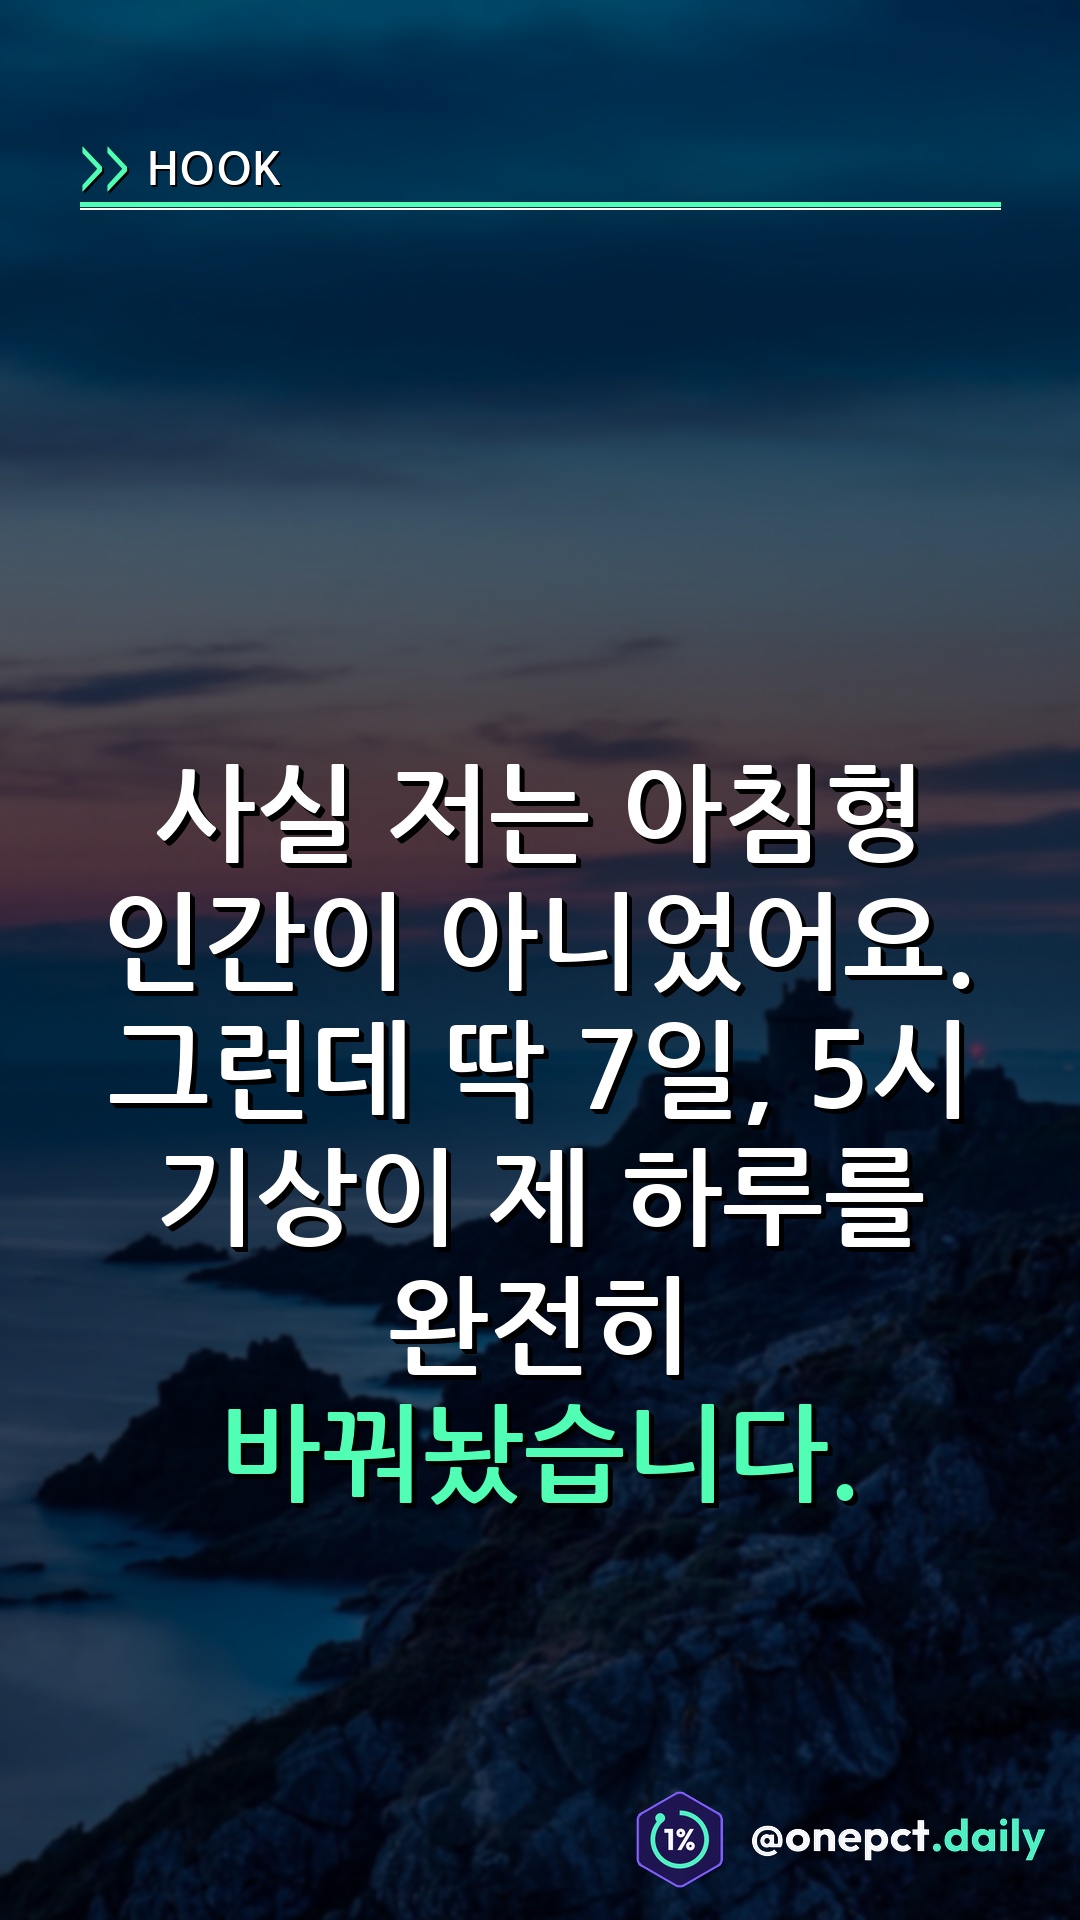 >> HOOK
사실 저는 아침형
인간이 아니었어요.
그런데 딱 7일, 5시
기상이 제 하루를
완전히
바꿔놨습니다.
1% @onepct.daily